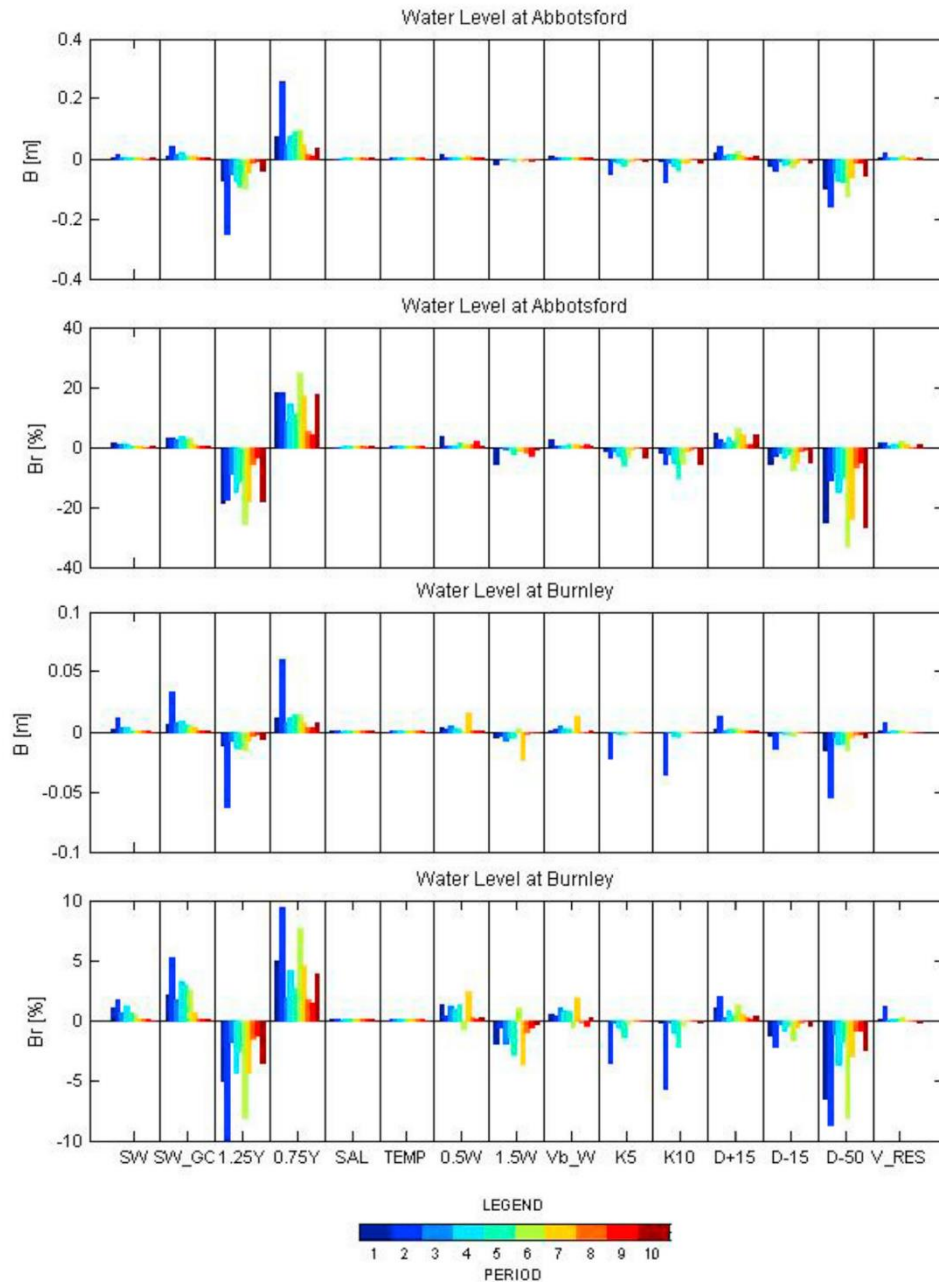 Water Level at Abbotsford
0.4
0.2
0
-0.2
-0.4
B [m]
Water Level at Abbotsford
40
20
0
-20
-40
Br [%]
Water Level at Burnley
0.1
0.05
0
-0.05
-0.1
B [m]
Water Level at Burnley
10
5
0
-5
-10
Br [%]
SW SW_GC 1.25Y 0.75Y SAL TEMP 0.5W 1.5W Vb_W K5 K10 D+15 D-15 D-50 V_RES
LEGEND
1 2 3 4 5 6 7 8 9 10
PERIOD